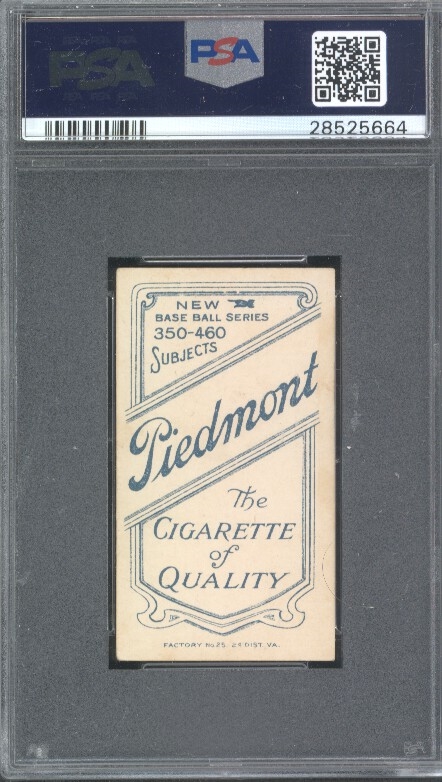 PSA
PSA
28525664
NEW
BASE BALL SERIES
350-460
SUBJECTS
Piedmont
The
CIGARETTE
of
QUALITY
FACTORY No 25. 2d DIST. VA.